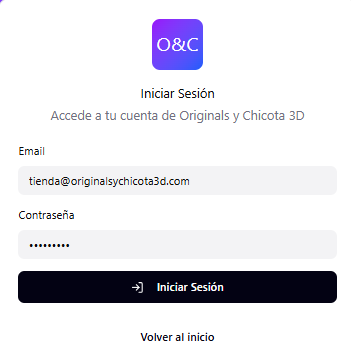 O&C
Iniciar Sesión
Accede a tu cuenta de Originals y Chicota 3D
Email
tienda@originalsychicota3d.com
Contraseña
•••••••••
Iniciar Sesión
Volver al inicio